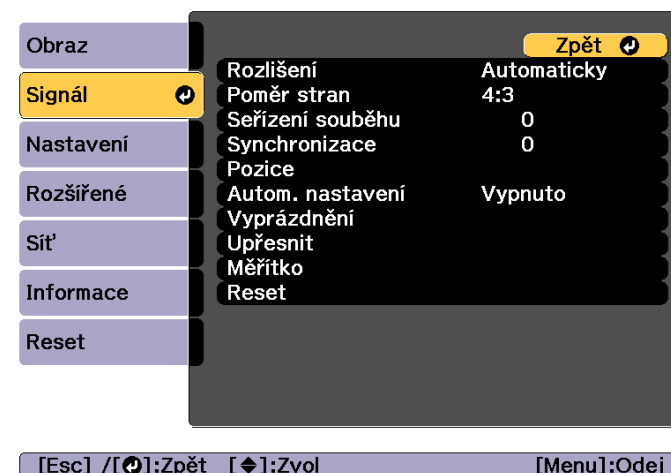 Obraz
Signál
Nastavení
Rozšířené
Síť
Informace
Reset
Zpět
Rozlišení Automaticky
Poměr stran 4:3
Seřízení souběhu 0
Synchronizace 0
Pozice
Autom. nastavení Vypnuto
Vyprázdnění
Upřesnit
Měřítko
Reset
[Esc] /[⏎]:Zpět [◆]:Zvol [Menu]:Odej